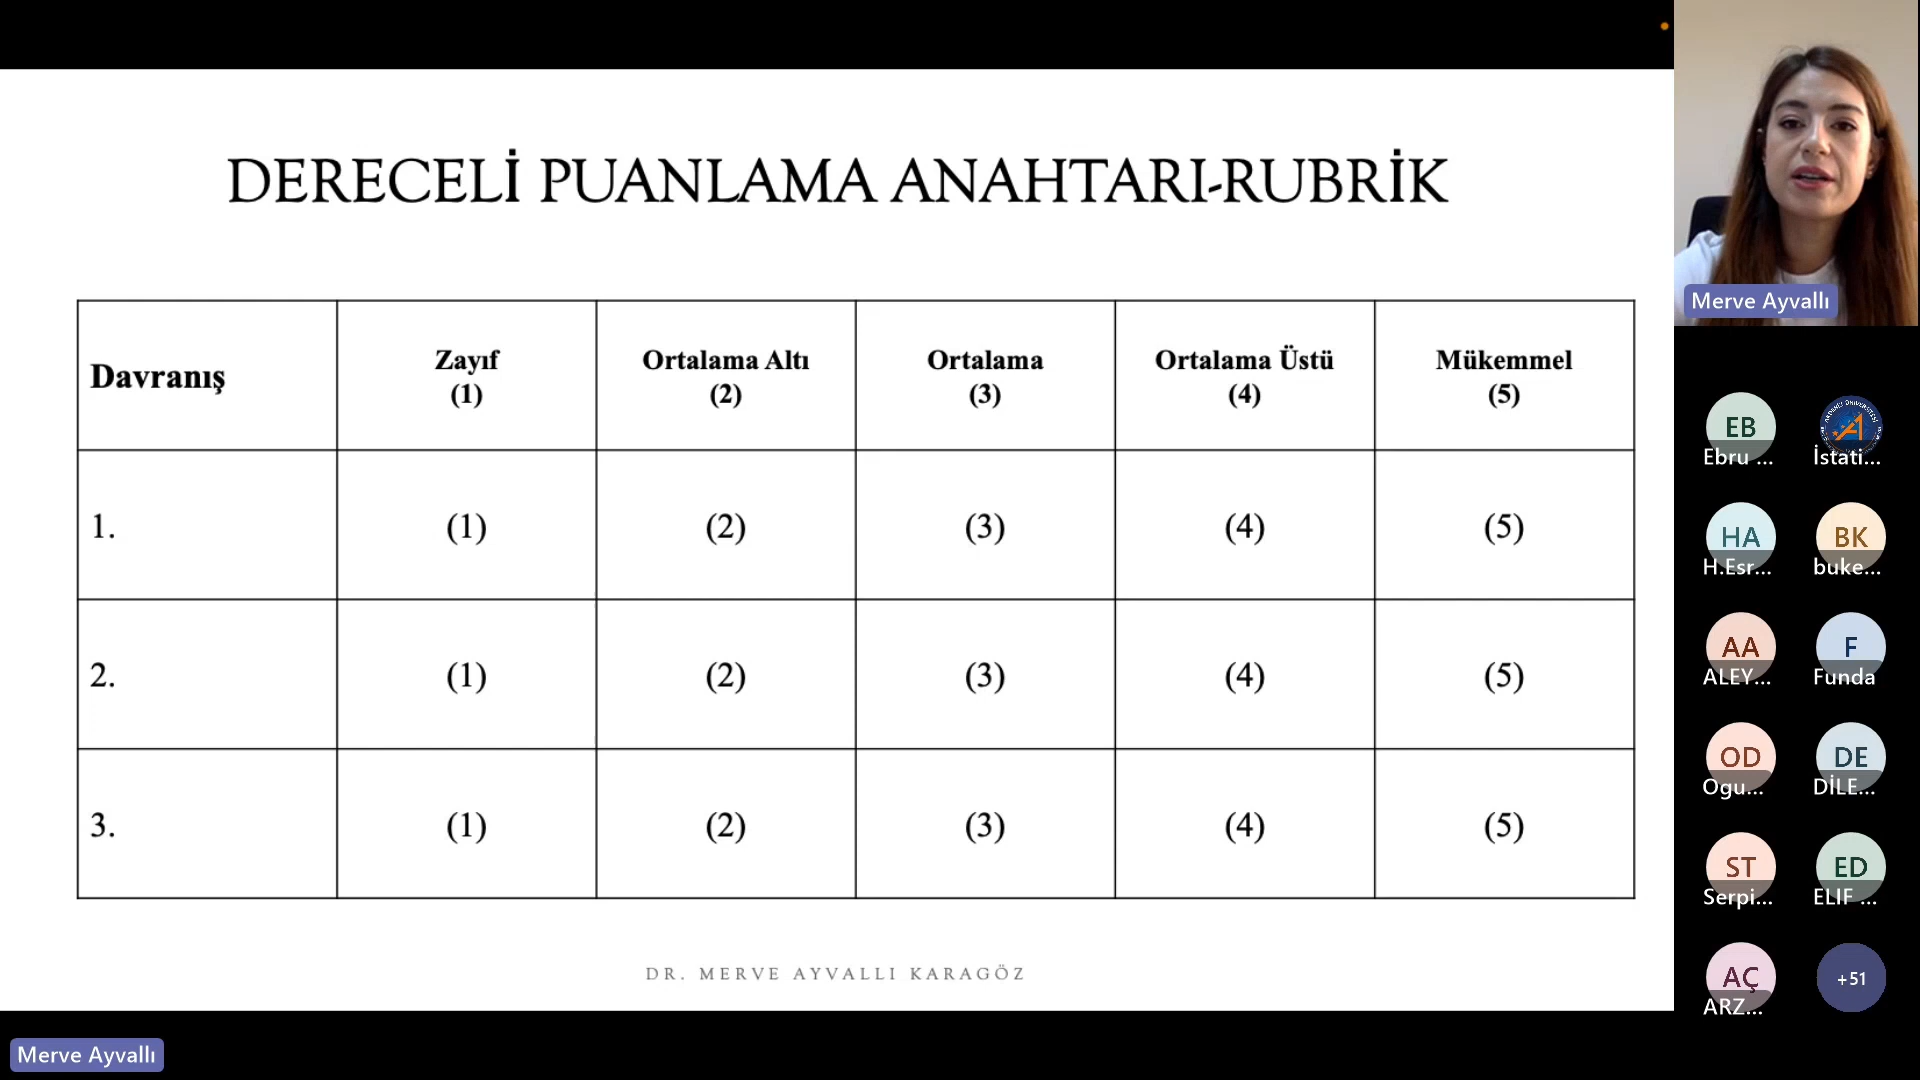 DERECELİ PUANLAMA ANAHTARI-RUBRİK
Davranış
Zayıf
(1)
Ortalama Altı
(2)
Ortalama
(3)
Ortalama Üstü
(4)
Mükemmel
(5)
1. (1) (2) (3) (4) (5)
2. (1) (2) (3) (4) (5)
3. (1) (2) (3) (4) (5)
DR. MERVE AYVALLI KARAGÖZ
Merve Ayvallı
Merve Ayvallı
EB
Ebru ...
İstati...
HA
H.Esr...
BK
buke...
AA
ALEY...
F
Funda
OD
Ogu...
DE
DİLE...
ST
Serpi...
ED
ELIF ...
AÇ
ARZ...
+51